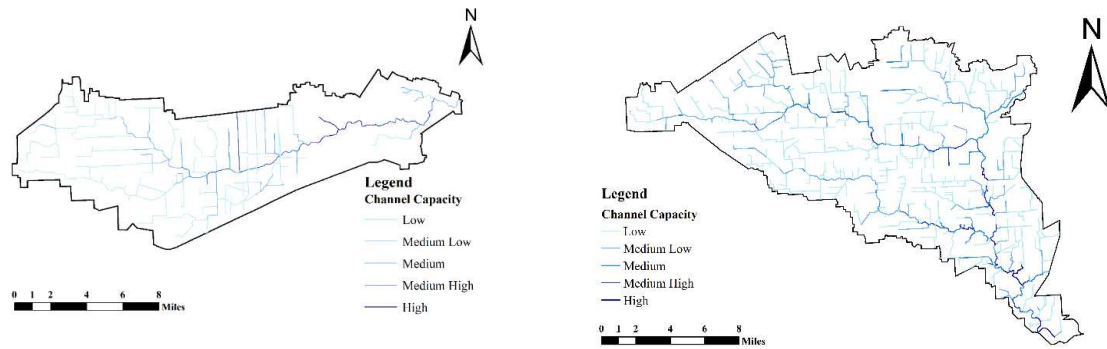 N
Legend
Channel Capacity
Low
Medium Low
Medium
Medium High
High
0 1 2 4 6 8
Miles
N
Legend
Channel Capacity
Low
Medium Low
Medium
Medium High
High
0 1 2 4 6 8
Miles